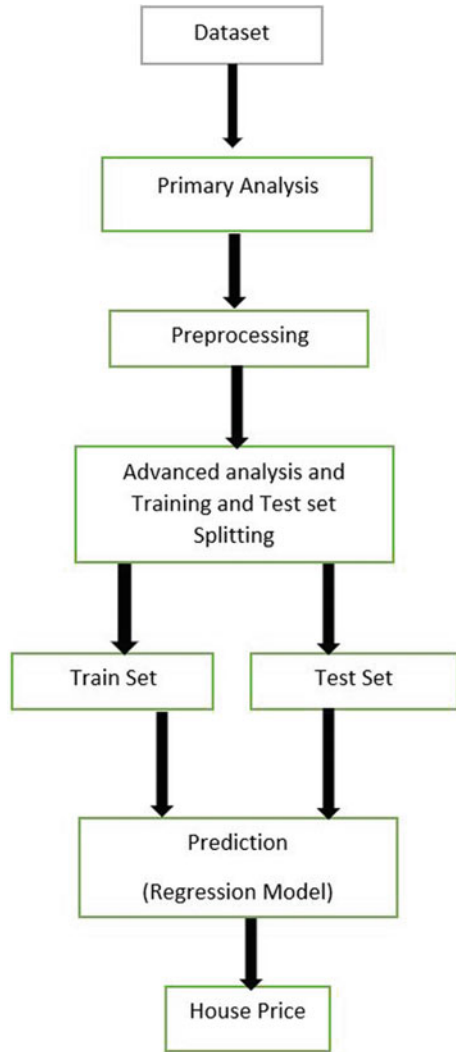 Dataset
Primary Analysis
Preprocessing
Advanced analysis and
Training and Test set
Splitting
Train Set
Test Set
Prediction
(Regression Model)
House Price